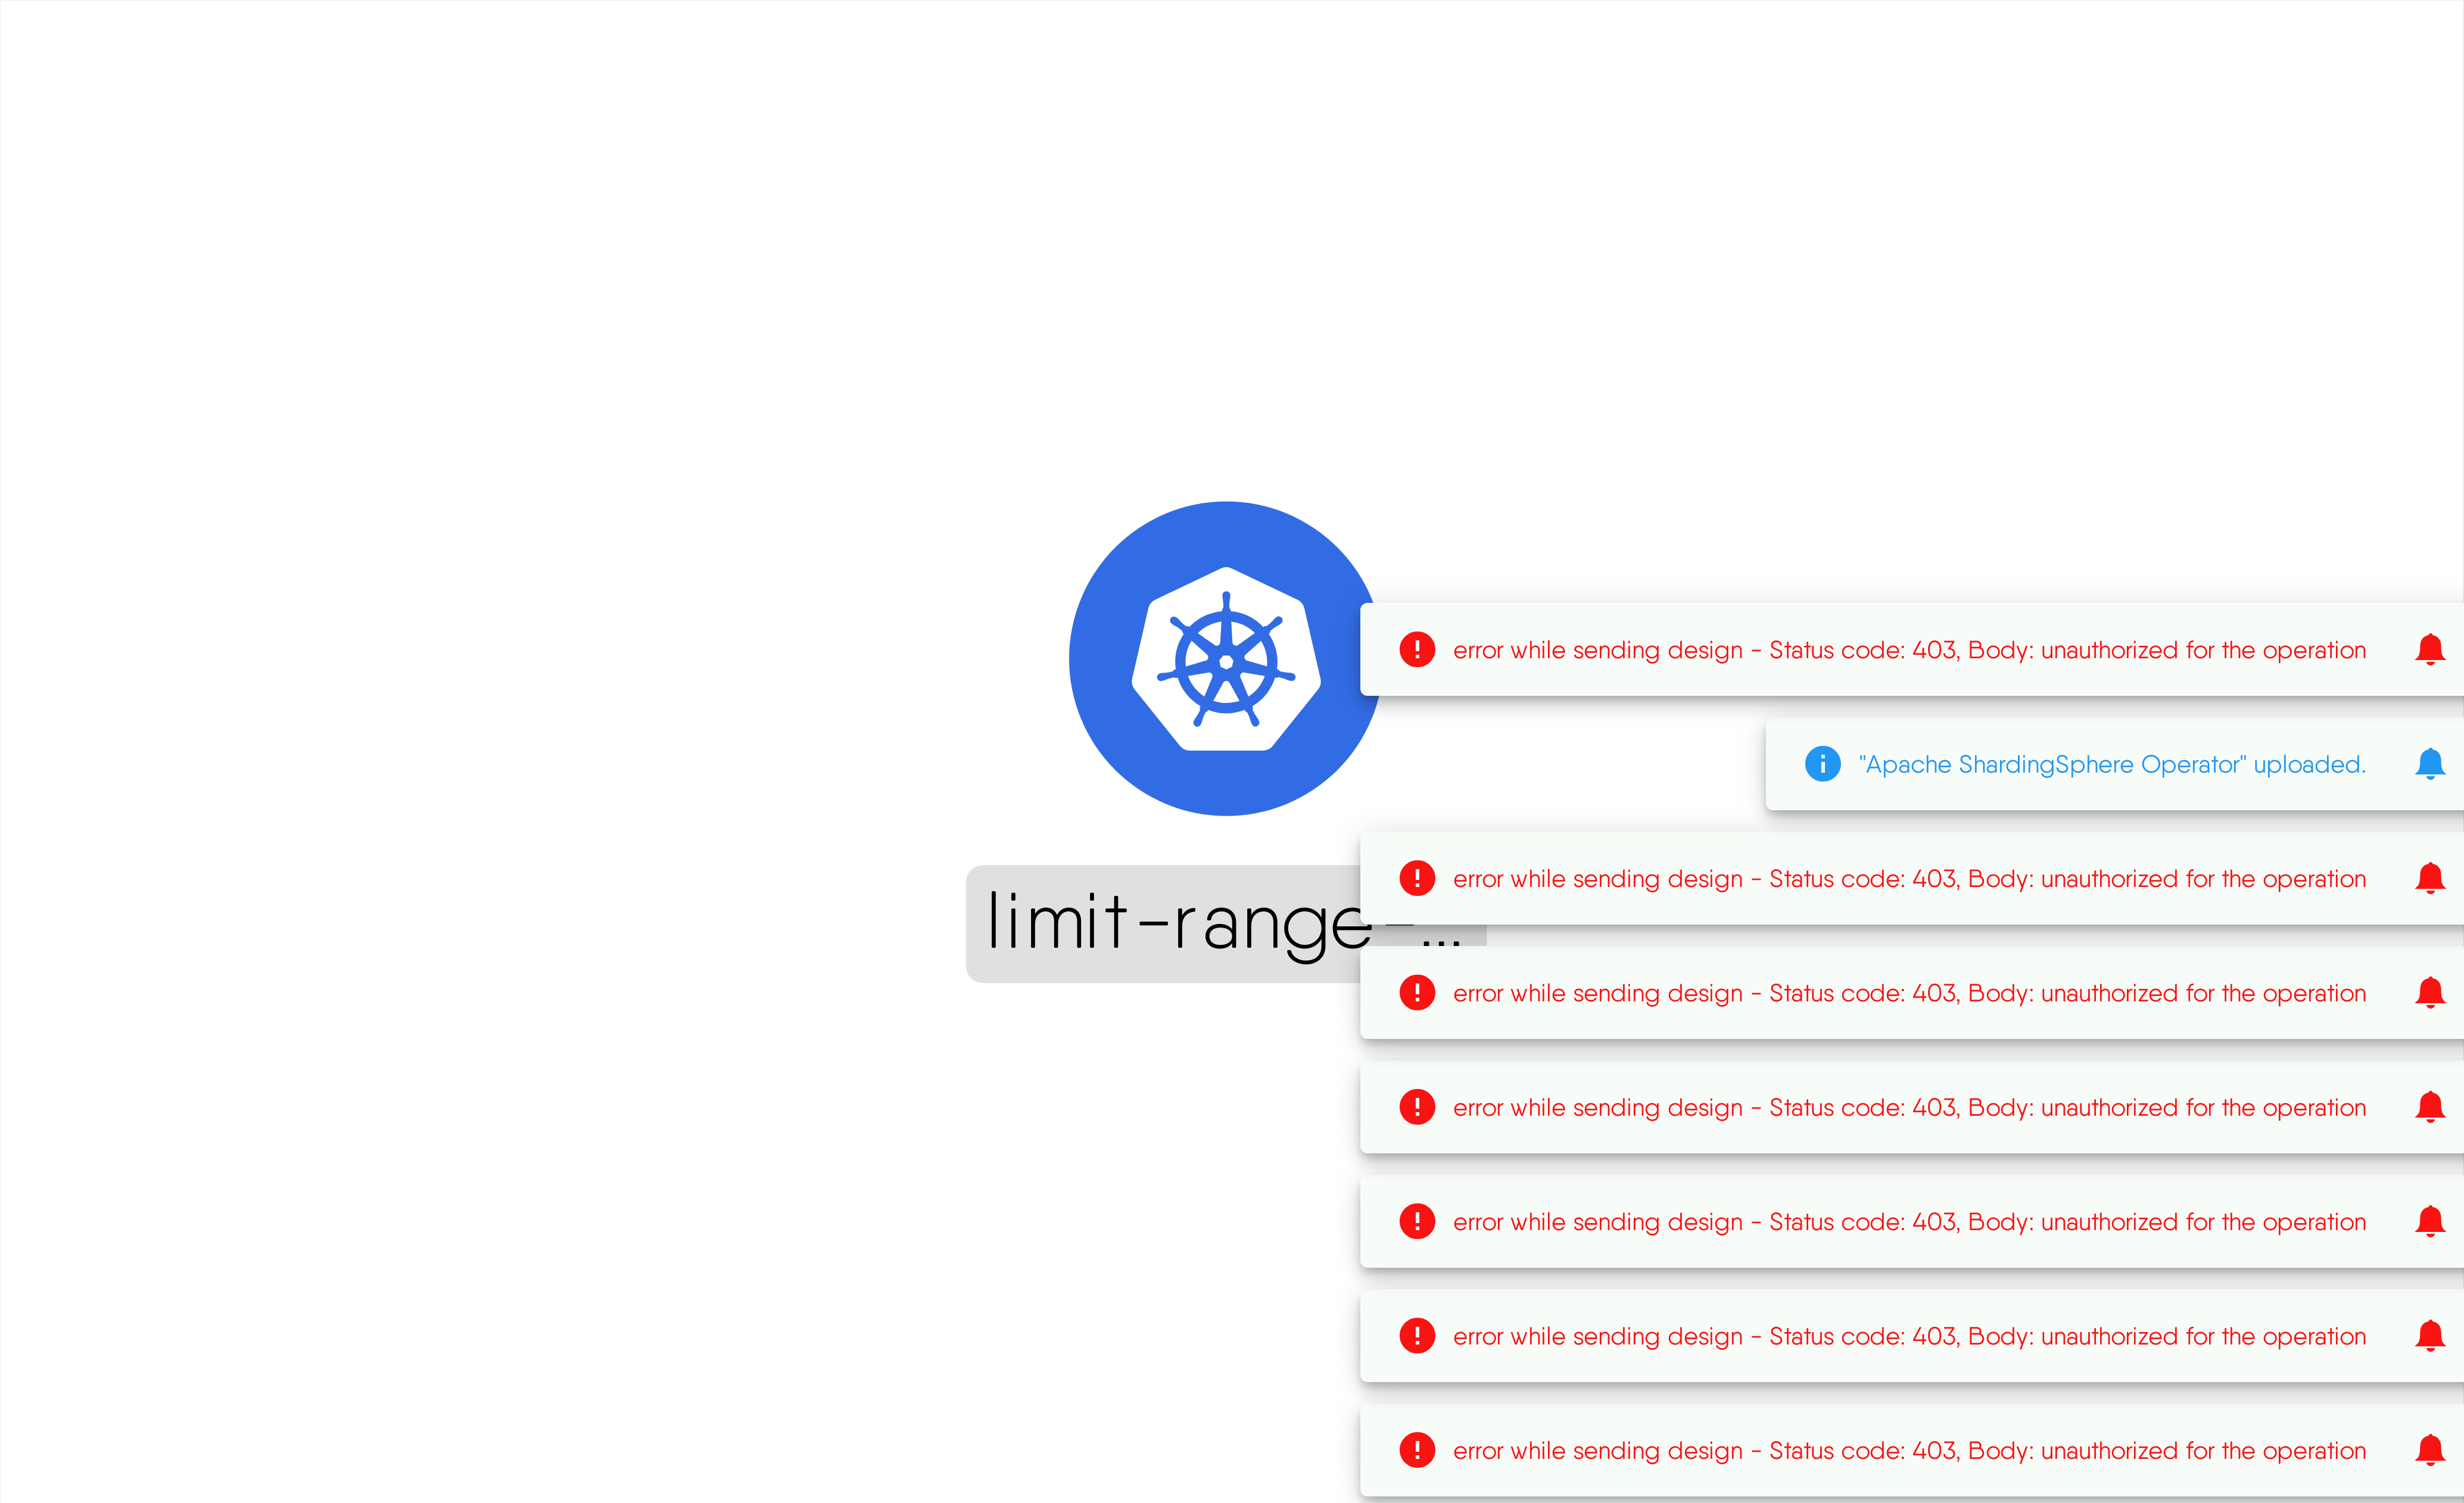 error while sending design - Status code: 403, Body: unauthorized for the operation
"Apache ShardingSphere Operator" uploaded.
error while sending design - Status code: 403, Body: unauthorized for the operation
limit-range-...
error while sending design - Status code: 403, Body: unauthorized for the operation
error while sending design - Status code: 403, Body: unauthorized for the operation
error while sending design - Status code: 403, Body: unauthorized for the operation
error while sending design - Status code: 403, Body: unauthorized for the operation
error while sending design - Status code: 403, Body: unauthorized for the operation